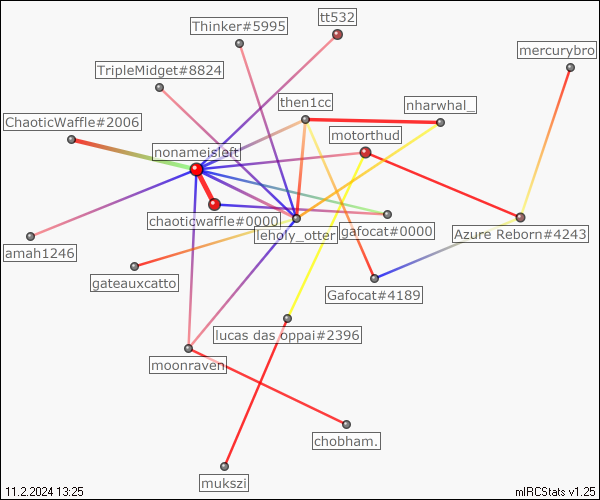 tt532
Thinker#5995
mercurybro
TripleMidget#8824
then1cc
nharwhal_
ChaoticWaffle#2006
motorthud
nonameisleft
chaoticwaffle#0000
leholy_otter
gafocat#0000
Azure Reborn#4243
amah1246
gateauxcatto
Gafocat#4189
lucas das oppai#2396
moonraven
chobham.
mukszi
11.2.2024 13:25
mIRCStats v1.25